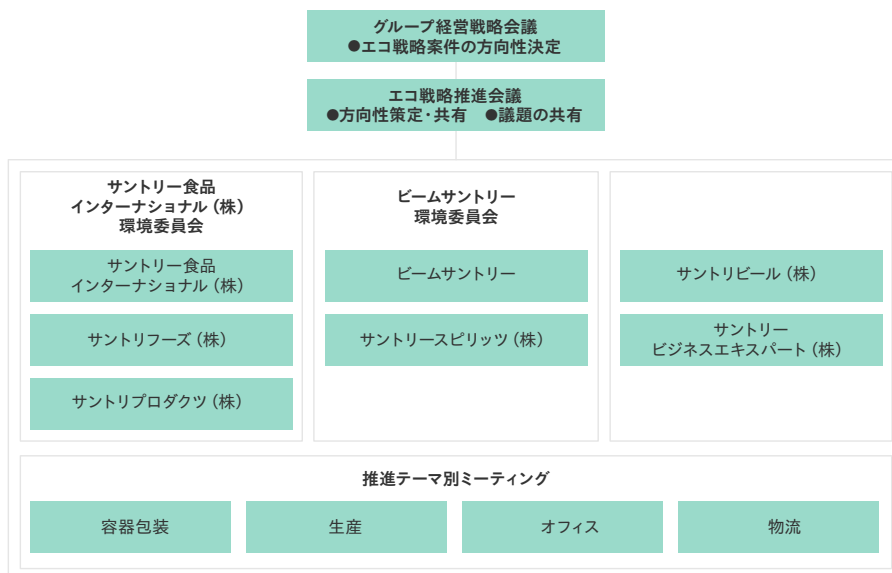 グループ経営戦略会議
●エコ戦略案件の方向性決定
エコ戦略推進会議
●方向性策定・共有　●議題の共有
サントリー食品
インターナショナル（株）
環境委員会
サントリー食品
インターナショナル（株）
サントリフーズ（株）
サントリプロダクツ（株）
ビームサントリー
環境委員会
ビームサントリー
サントリースピリッツ（株）
サントリビール（株）
サントリー
ビジネスエキスパート（株）
推進テーマ別ミーティング
容器包装
生産
オフィス
物流